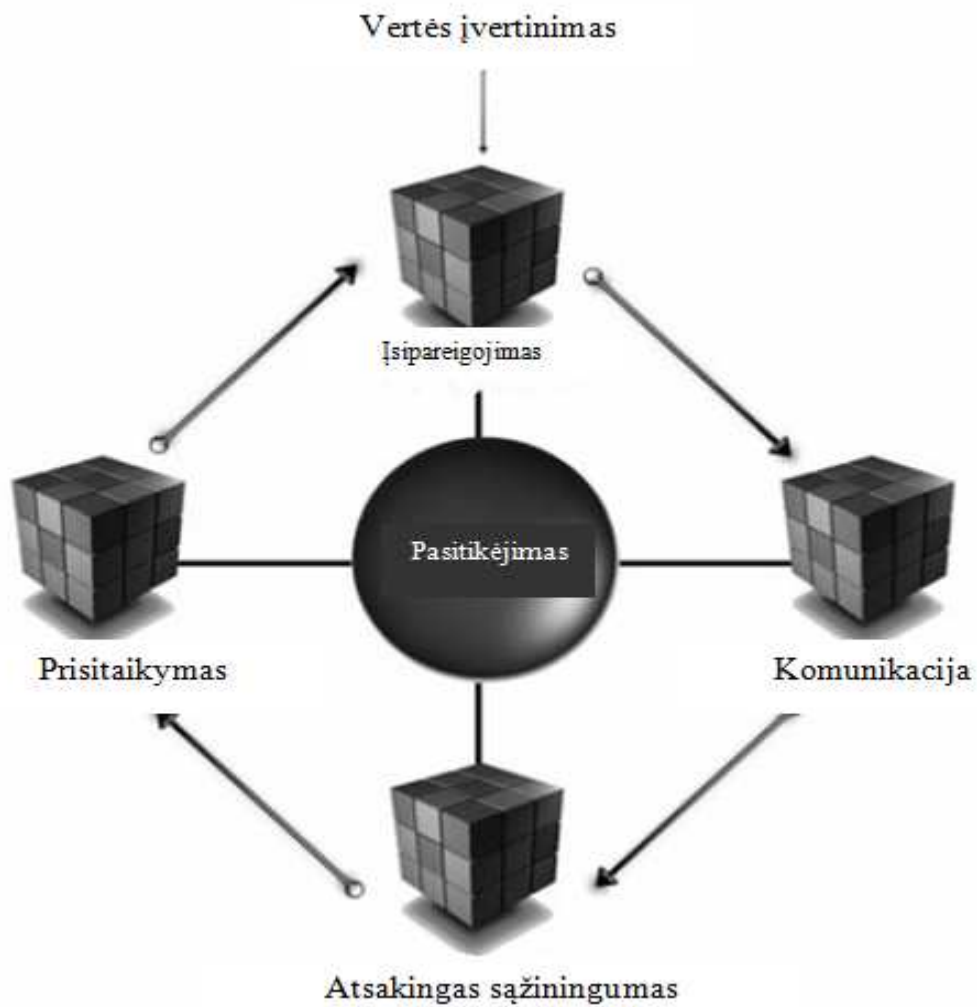 Vertės įvertinimas
Įsipareigojimas
Pasitikėjimas
Prisitaikymas
Komunikacija
Atsakingas sąžiningumas